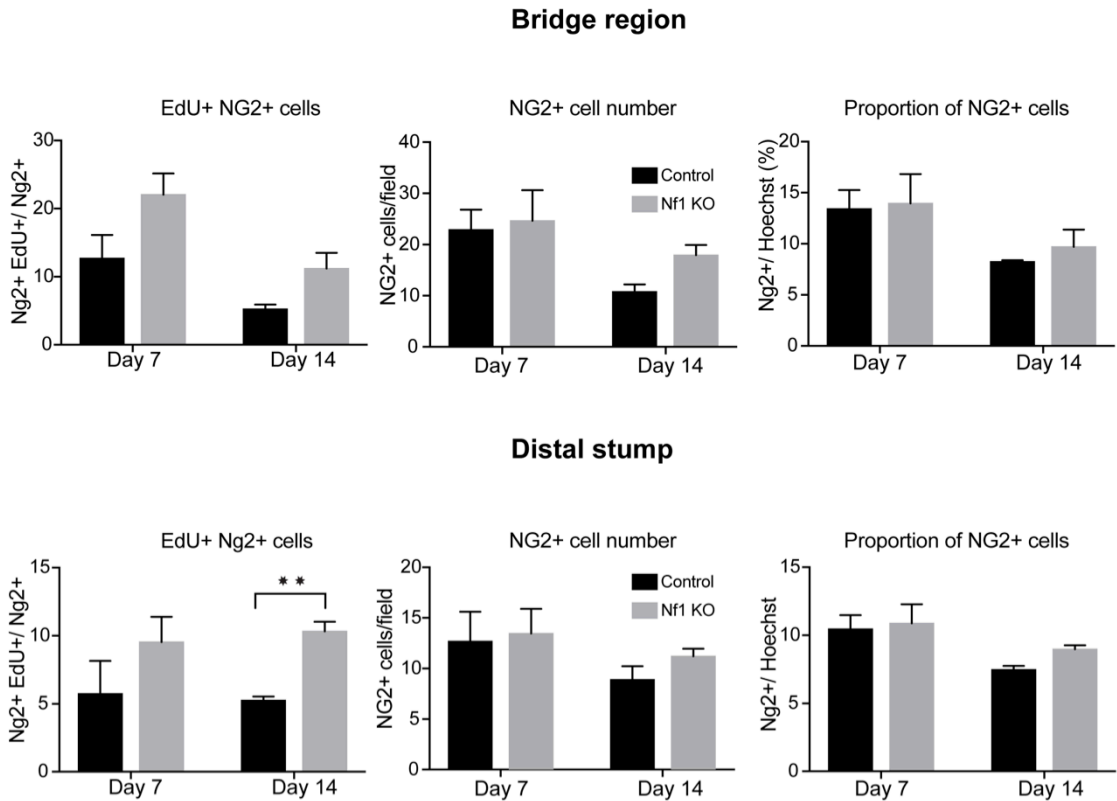 Bridge region
EdU+ NG2+ cells
Ng2+ EdU+/ Ng2+
30
20
10
0
Day 7
Day 14
NG2+ cell number
NG2+ cells/field
40
30
20
10
0
Control
Nf1 KO
Day 7
Day 14
Proportion of NG2+ cells
Ng2+/ Hoechst (%)
20
15
10
5
0
Day 7
Day 14
Distal stump
EdU+ Ng2+ cells
Ng2+ EdU+/ Ng2+
15
10
5
0
* *
Day 7
Day 14
NG2+ cell number
NG2+ cells/field
20
15
10
5
0
Control
Nf1 KO
Day 7
Day 14
Proportion of NG2+ cells
Ng2+/ Hoechst
15
10
5
0
Day 7
Day 14